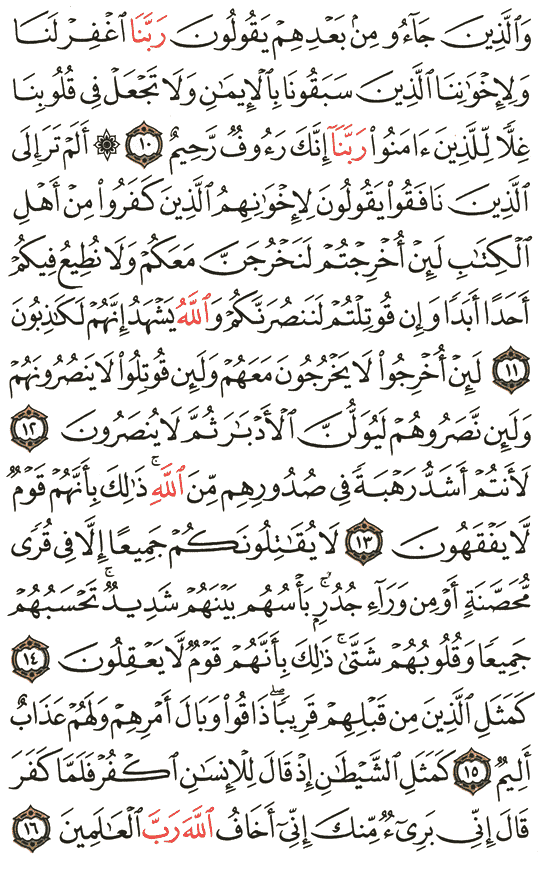 وَٱلَّذِينَ جَآءُو مِنۢ بَعْدِهِمْ يَقُولُونَ رَبَّنَا ٱغْفِرْ لَنَا
وَلِإِخْوَٰنِنَا ٱلَّذِينَ سَبَقُونَا بِٱلْإِيمَٰنِ وَلَا تَجْعَلْ فِى قُلُوبِنَا
غِلًّا لِّلَّذِينَ ءَامَنُوا۟ رَبَّنَآ إِنَّكَ رَءُوفٌ رَّحِيمٌ ١٠ ۞ أَلَمْ تَرَ إِلَى
ٱلَّذِينَ نَافَقُوا۟ يَقُولُونَ لِإِخْوَٰنِهِمُ ٱلَّذِينَ كَفَرُوا۟ مِنْ أَهْلِ
ٱلْكِتَٰبِ لَئِنْ أُخْرِجْتُمْ لَنَخْرُجَنَّ مَعَكُمْ وَلَا نُطِيعُ فِيكُمْ
أَحَدًا أَبَدًا وَإِن قُوتِلْتُمْ لَنَنصُرَنَّكُمْ وَٱللَّهُ يَشْهَدُ إِنَّهُمْ لَكَٰذِبُونَ
١١ لَئِنْ أُخْرِجُوا۟ لَا يَخْرُجُونَ مَعَهُمْ وَلَئِن قُوتِلُوا۟ لَا يَنصُرُونَهُمْ
وَلَئِن نَّصَرُوهُمْ لَيُوَلُّنَّ ٱلْأَدْبَٰرَ ثُمَّ لَا يُنصَرُونَ ١٢
لَأَنتُمْ أَشَدُّ رَهْبَةً فِى صُدُورِهِم مِّنَ ٱللَّهِ ۚ ذَٰلِكَ بِأَنَّهُمْ قَوْمٌ
لَّا يَفْقَهُونَ ١٣ لَا يُقَٰتِلُونَكُمْ جَمِيعًا إِلَّا فِى قُرًى
مُّحَصَّنَةٍ أَوْ مِن وَرَآءِ جُدُرٍۭ ۚ بَأْسُهُم بَيْنَهُمْ شَدِيدٌ ۚ تَحْسَبُهُمْ
جَمِيعًا وَقُلُوبُهُمْ شَتَّىٰ ۚ ذَٰلِكَ بِأَنَّهُمْ قَوْمٌ لَّا يَعْقِلُونَ ١٤
كَمَثَلِ ٱلَّذِينَ مِن قَبْلِهِمْ قَرِيبًا ۖ ذَاقُوا۟ وَبَالَ أَمْرِهِمْ وَلَهُمْ عَذَابٌ
أَلِيمٌ ١٥ كَمَثَلِ ٱلشَّيْطَٰنِ إِذْ قَالَ لِلْإِنسَٰنِ ٱكْفُرْ فَلَمَّا كَفَرَ
قَالَ إِنِّى بَرِىٓءٌ مِّنكَ إِنِّىٓ أَخَافُ ٱللَّهَ رَبَّ ٱلْعَٰلَمِينَ ١٦